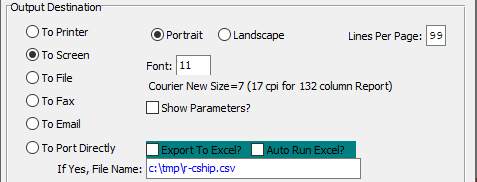 Output Destination
To Printer
Portrait
Landscape
Lines Per Page: 99
To Screen
To File
Font: 11
Courier New Size=7 (17 cpi for 132 column Report)
To Fax
Show Parameters?
To Email
To Port Directly
Export To Excel?
Auto Run Excel?
If Yes, File Name: c:\tmp\r-cship.csv